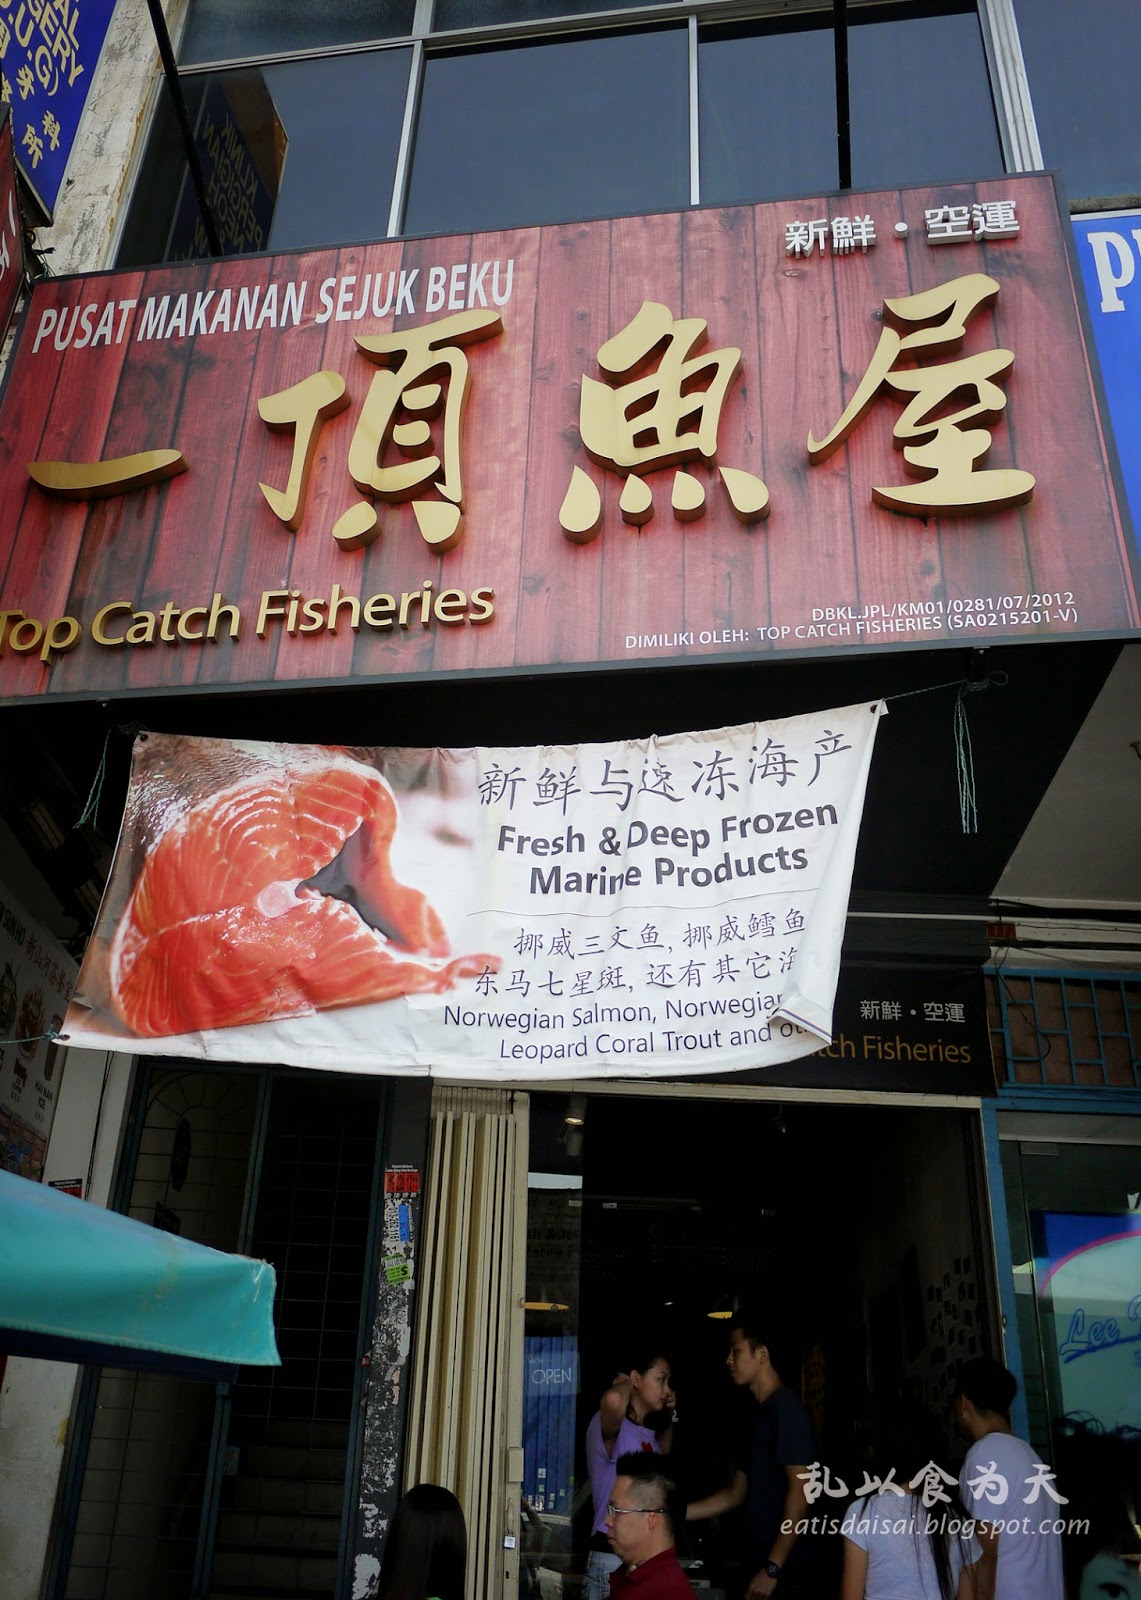 新鮮・空運
PUSAT MAKANAN SEJUK BEKU
一頂魚屋
Top Catch Fisheries
DBKL.JPL/KM01/0281/07/2012
DIMILIKI OLEH: TOP CATCH FISHERIES (SA0215201-V)
新鲜与速冻海产
Fresh & Deep Frozen
Marine Products
挪威三文鱼, 挪威鳕鱼
东马七星斑, 还有其它海
Norwegian Salmon, Norwegian
Leopard Coral Trout and
新鮮・空運
Fisheries
OPEN
Lee
乱以食为天
eatisdaisai.blogspot.com